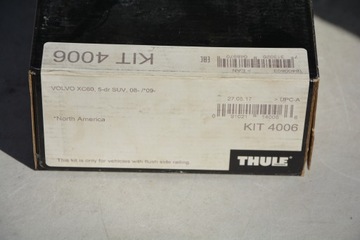 KIT 4006
VOLVO XC60, 5-dr SUV, 08- /*09-
*North America
27.03.17
UPC A
KIT 4006
THULE
This kit is only for vehicles with flush side railing.